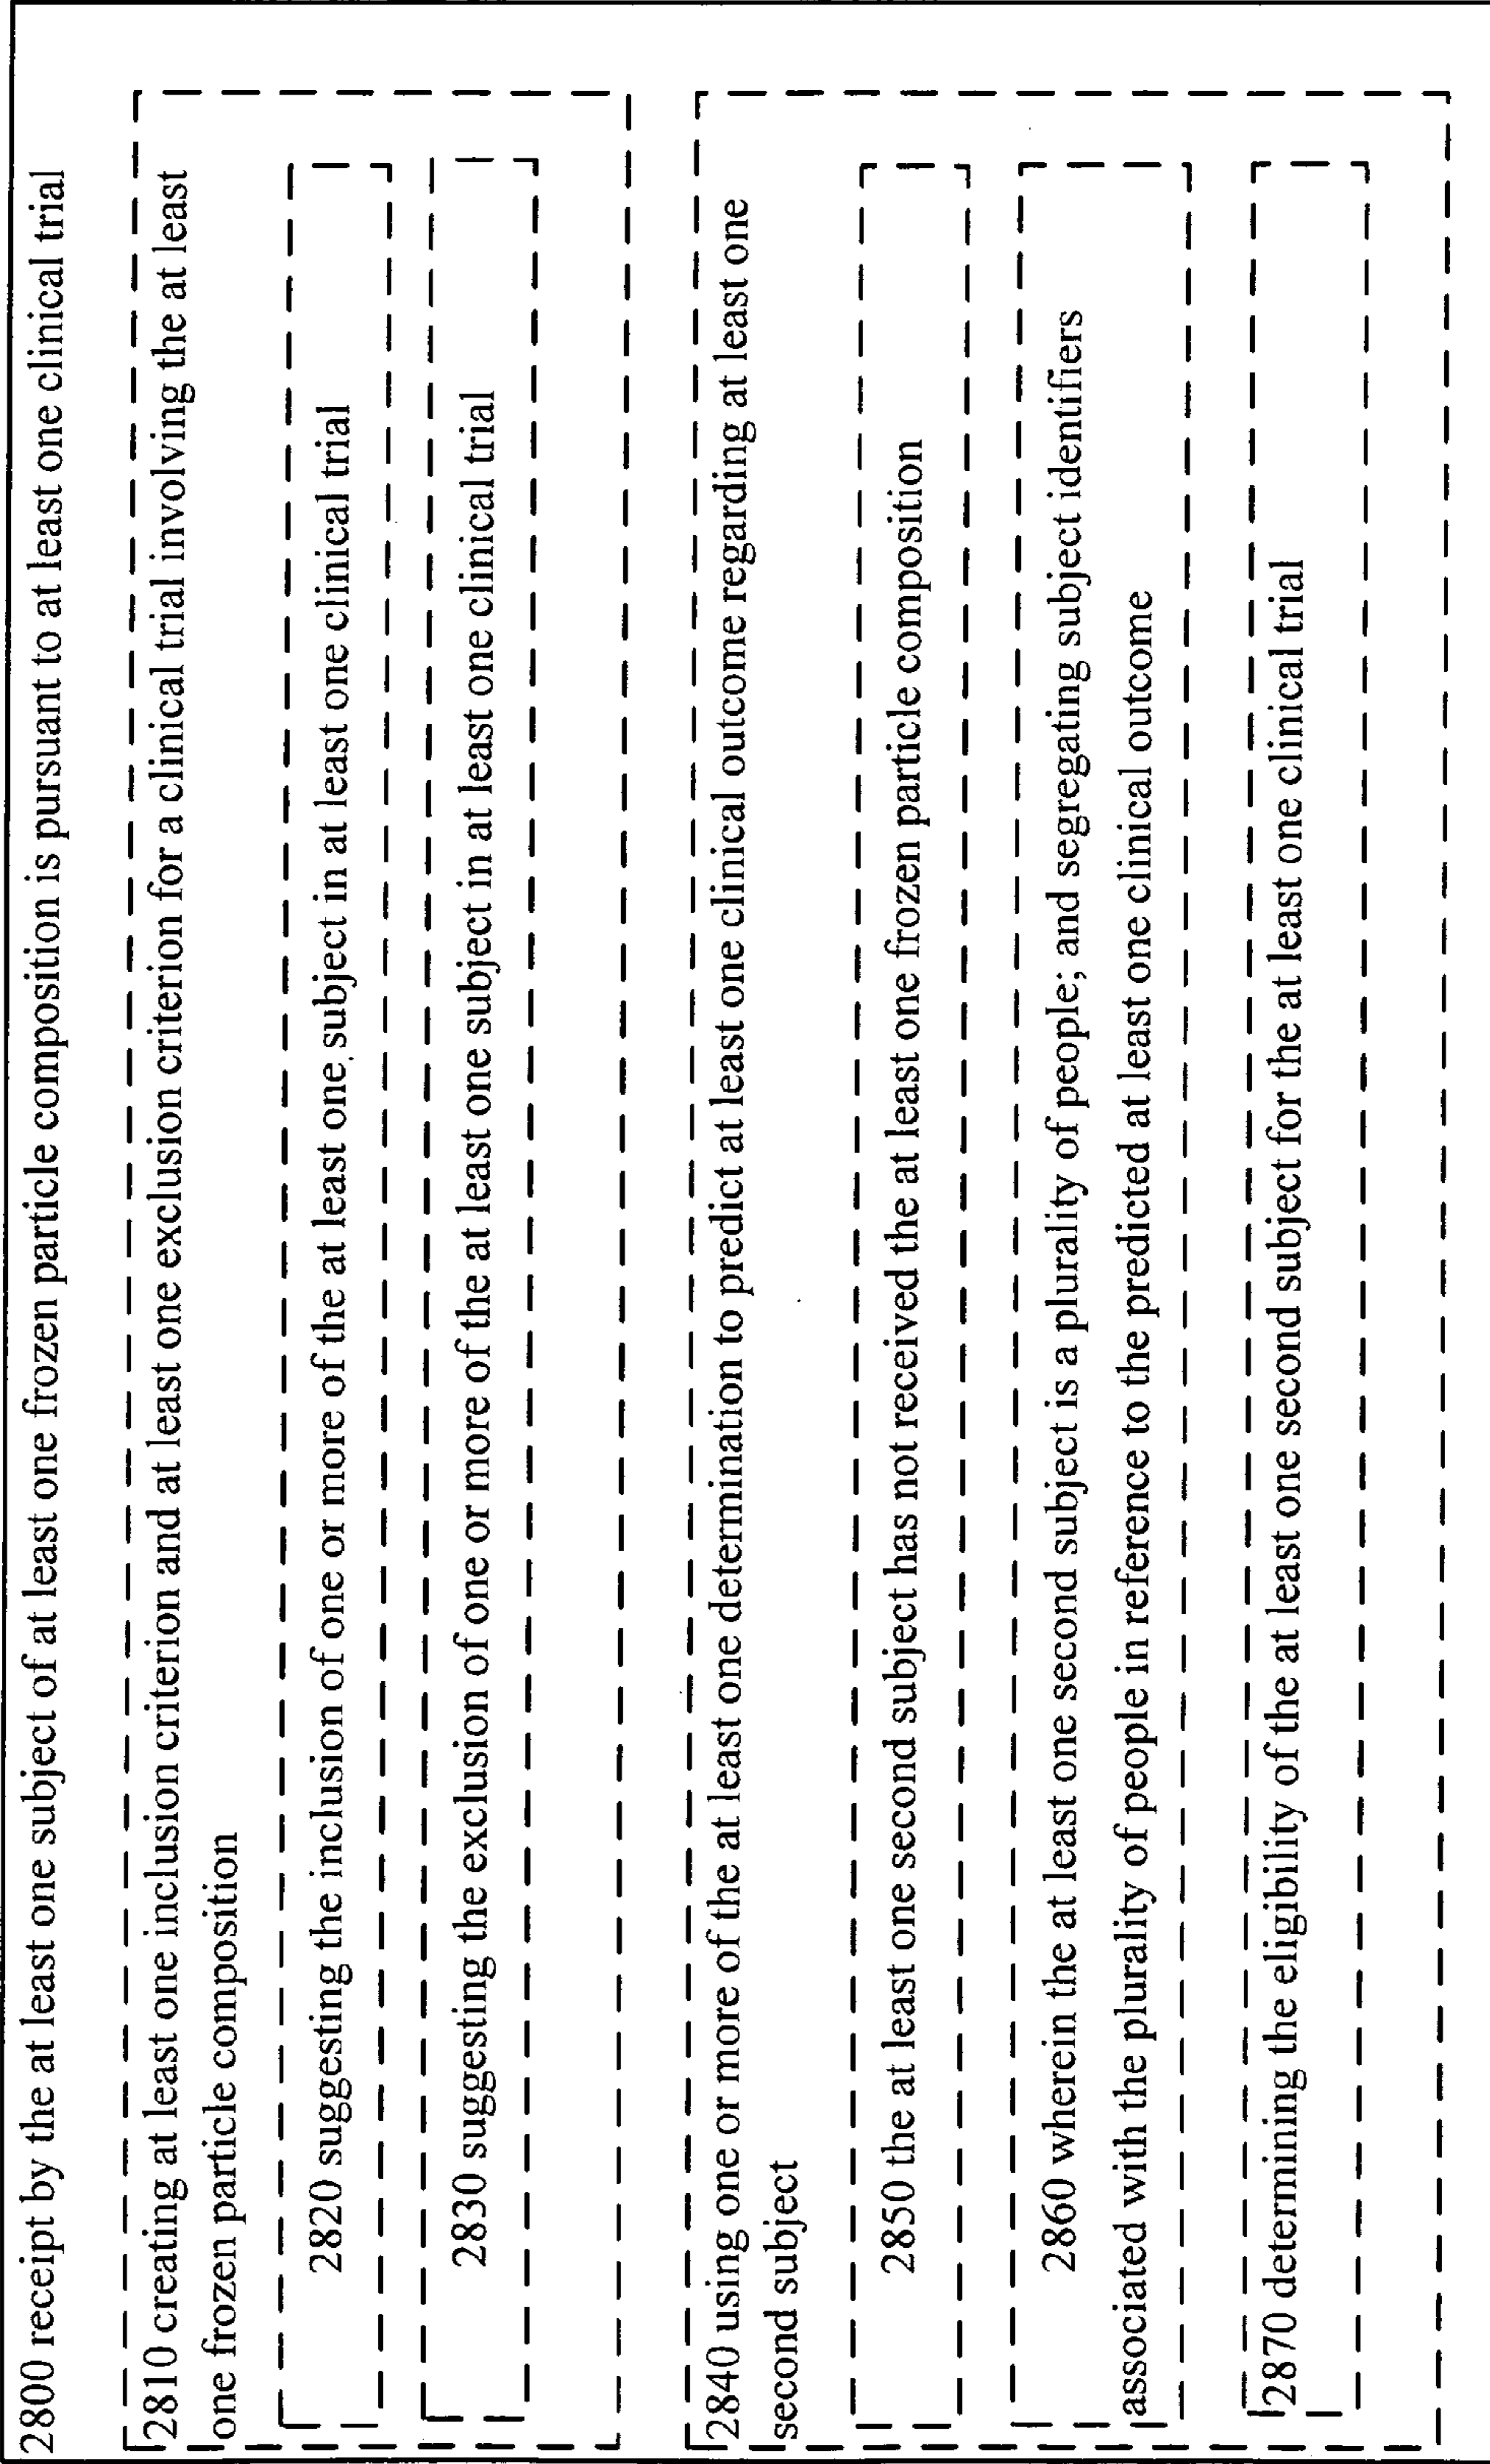 2800 receipt by the at least one subject of at least one frozen particle composition is pursuant to at least one clinical trial
2810 creating at least one inclusion criterion and at least one exclusion criterion for a clinical trial involving the at least
one frozen particle composition
2820 suggesting the inclusion of one or more of the at least one subject in at least one clinical trial
2830 suggesting the exclusion of one or more of the at least one subject in at least one clinical trial
2840 using one or more of the at least one determination to predict at least one clinical outcome regarding at least one
second subject
2850 the at least one second subject has not received the at least one frozen particle composition
2860 wherein the at least one second subject is a plurality of people; and segregating subject identifiers
associated with the plurality of people in reference to the predicted at least one clinical outcome
2870 determining the eligibility of the at least one second subject for the at least one clinical trial